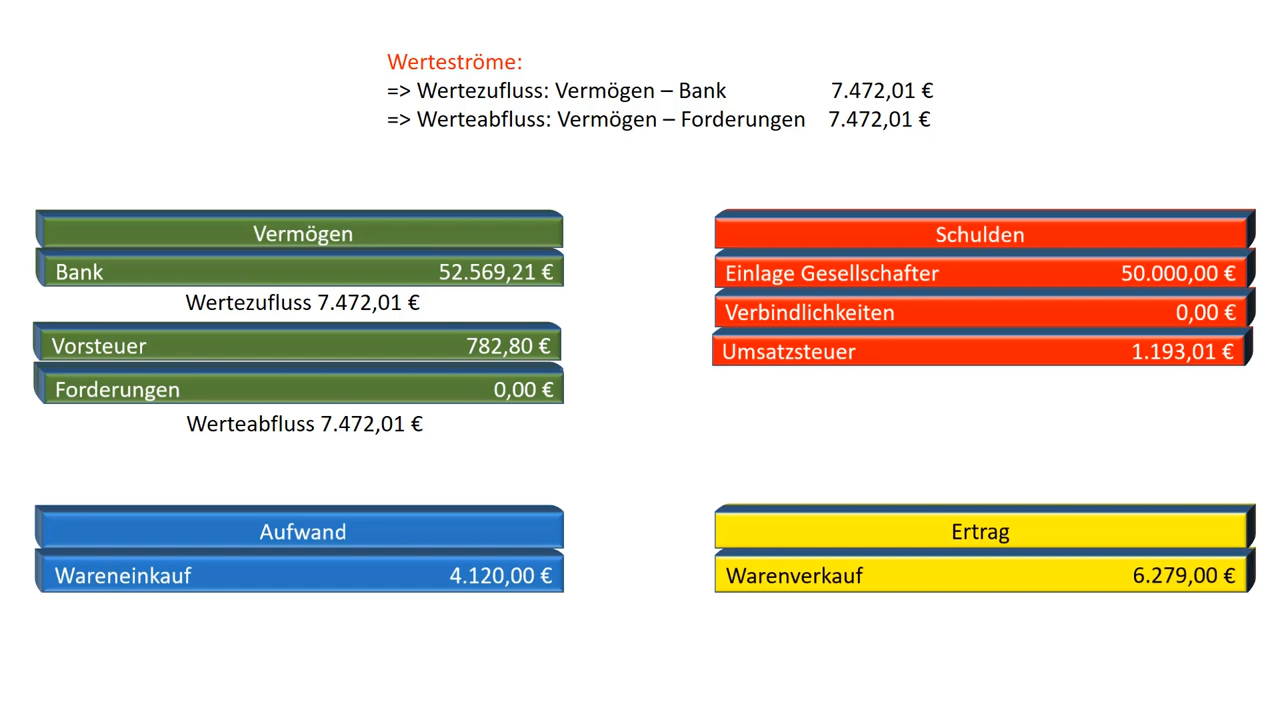 Werteströme:
=> Wertezufluss: Vermögen – Bank 7.472,01 €
=> Werteabfluss: Vermögen – Forderungen 7.472,01 €
Vermögen
Bank 52.569,21 €
Wertezufluss 7.472,01 €
Vorsteuer 782,80 €
Forderungen 0,00 €
Werteabfluss 7.472,01 €
Schulden
Einlage Gesellschafter 50.000,00 €
Verbindlichkeiten 0,00 €
Umsatzsteuer 1.193,01 €
Aufwand
Wareneinkauf 4.120,00 €
Ertrag
Warenverkauf 6.279,00 €